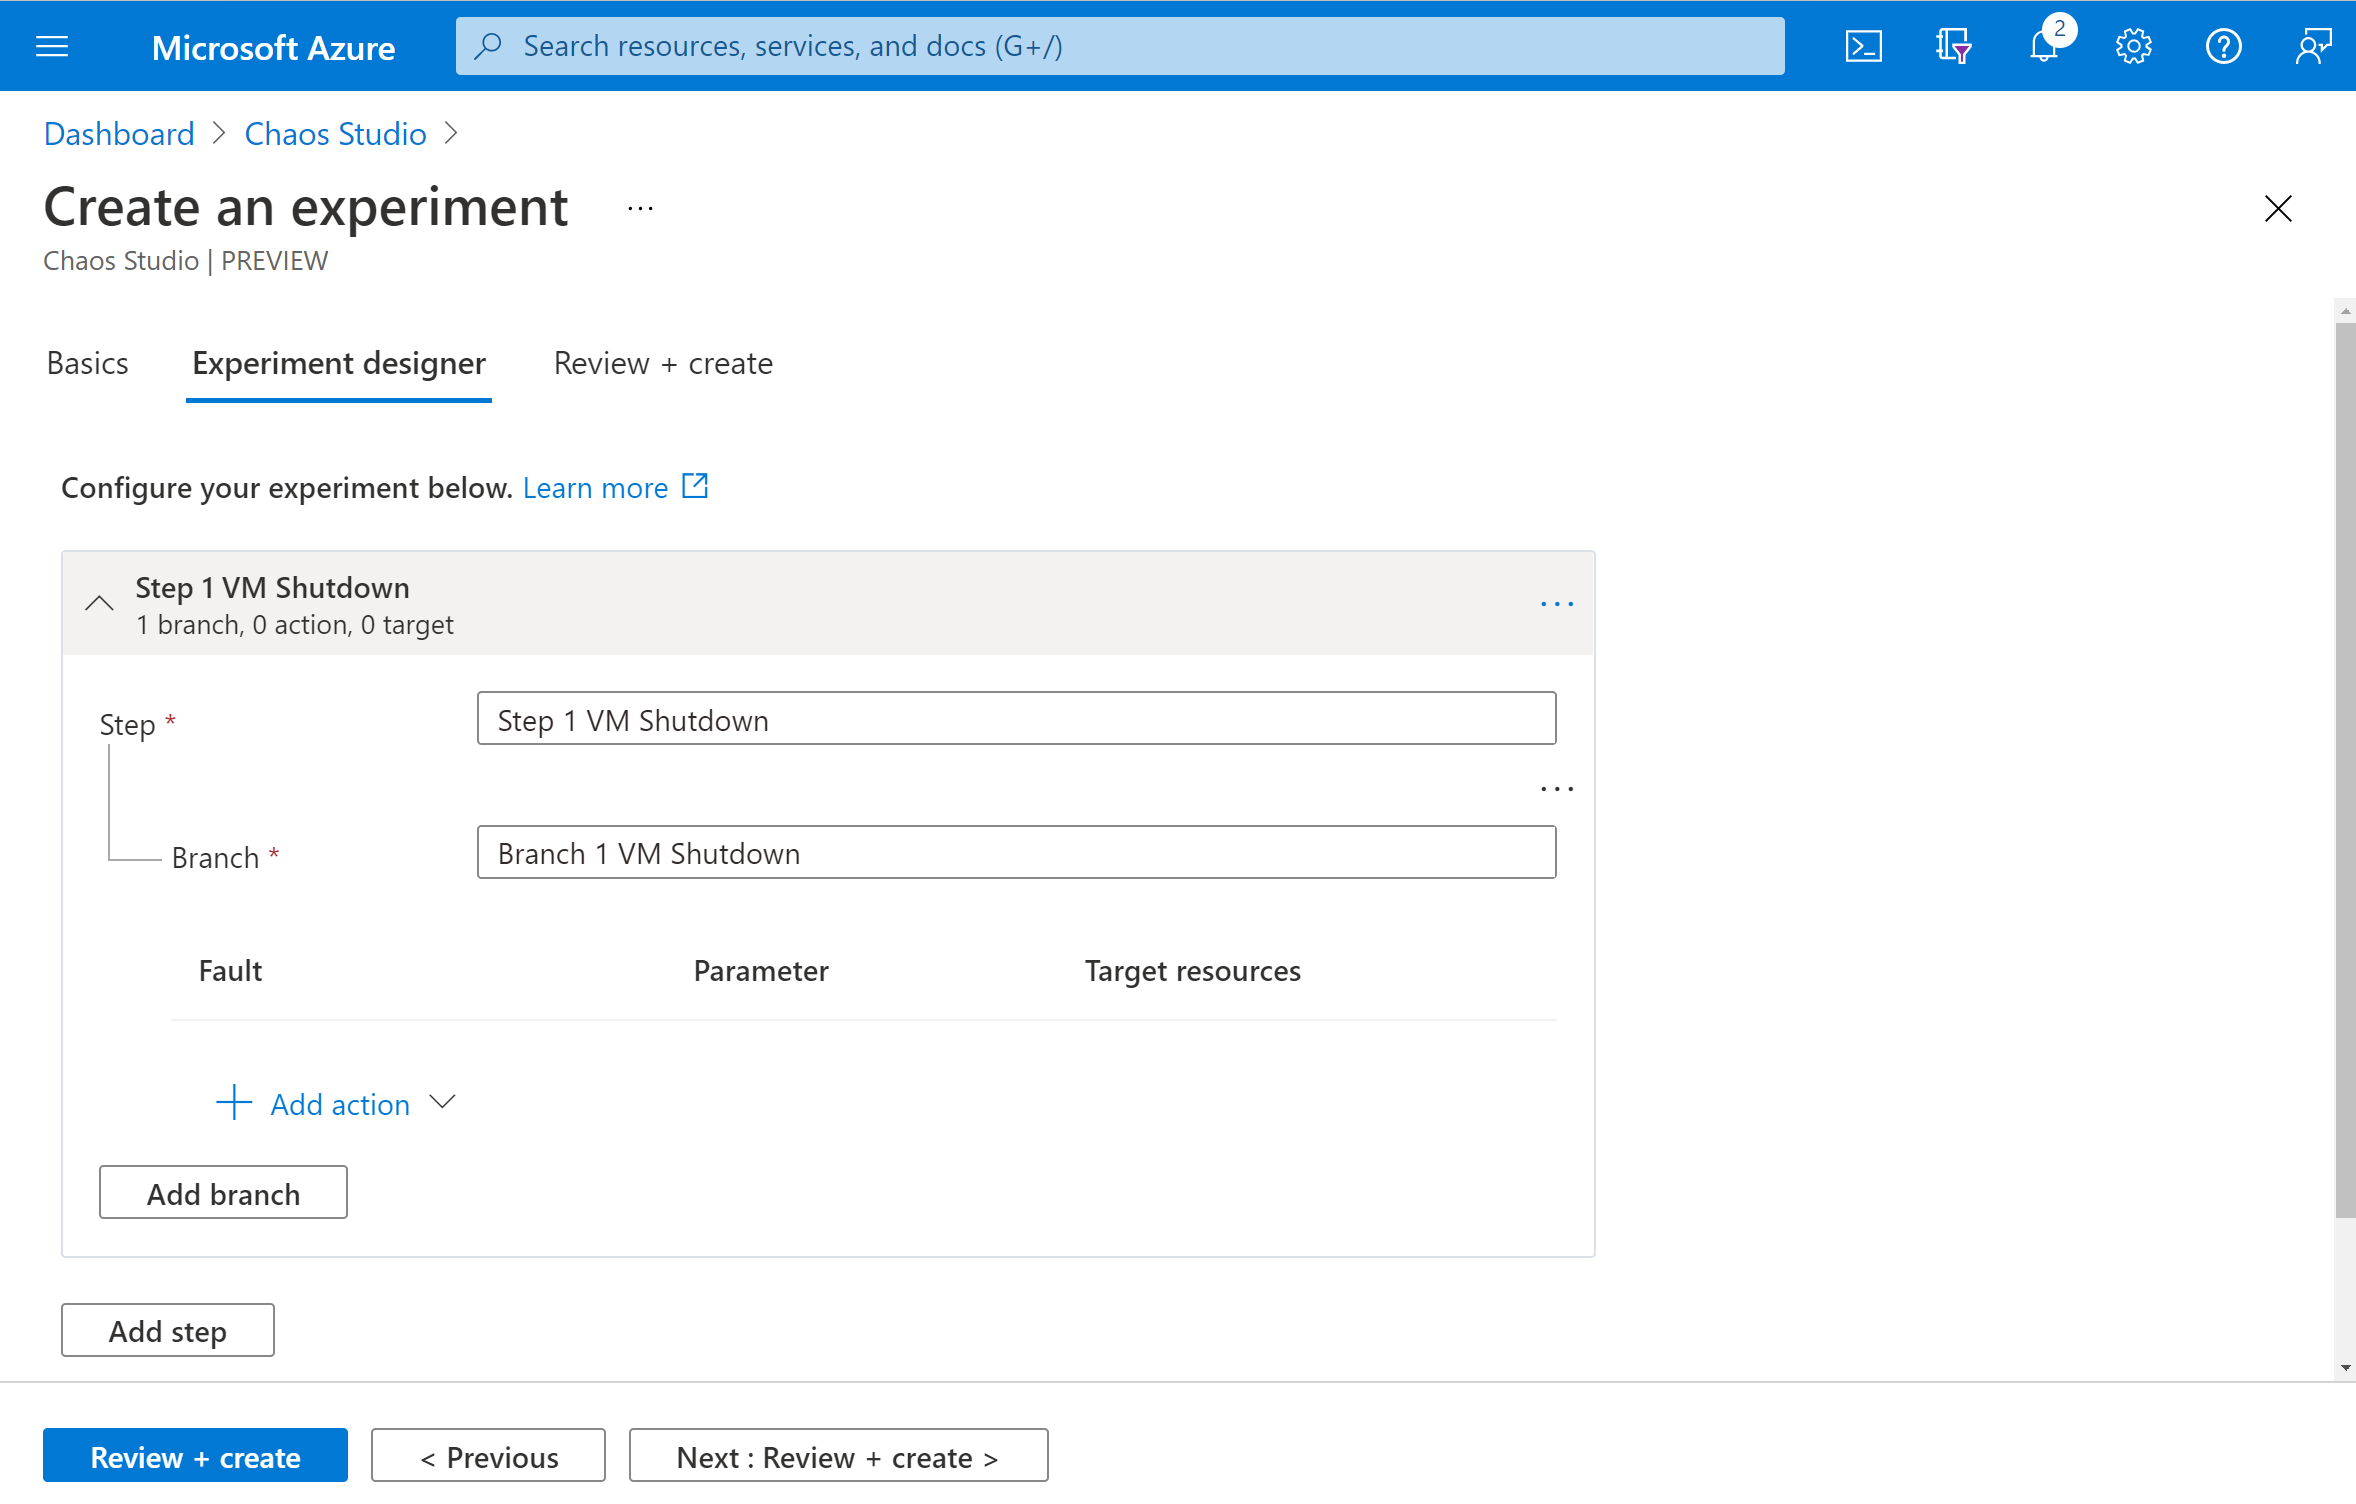 Microsoft Azure
Search resources, services, and docs (G+/)
2
Dashboard > Chaos Studio >
Create an experiment ...
Chaos Studio | PREVIEW
Basics
Experiment designer
Review + create
Configure your experiment below. Learn more
Step 1 VM Shutdown
1 branch, 0 action, 0 target
...
Step *
Step 1 VM Shutdown
...
Branch *
Branch 1 VM Shutdown
Fault
Parameter
Target resources
Add action
Add branch
Add step
Review + create
< Previous
Next : Review + create >